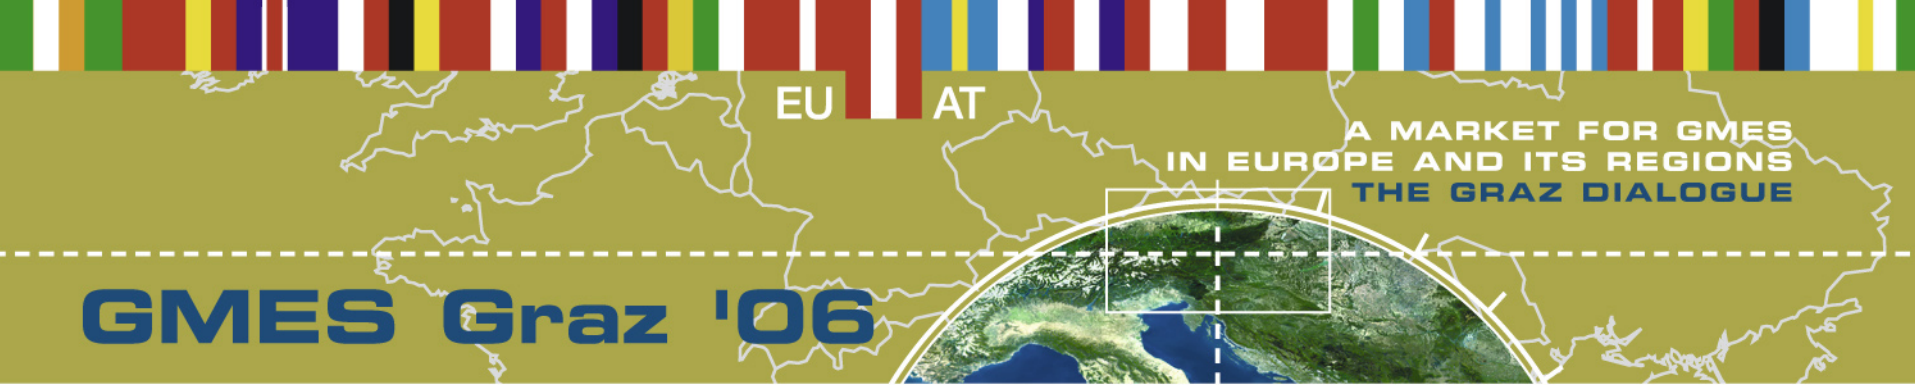 EU AT
A MARKET FOR GMES
IN EUROPE AND ITS REGIONS
THE GRAZ DIALOGUE
GMES Graz '06